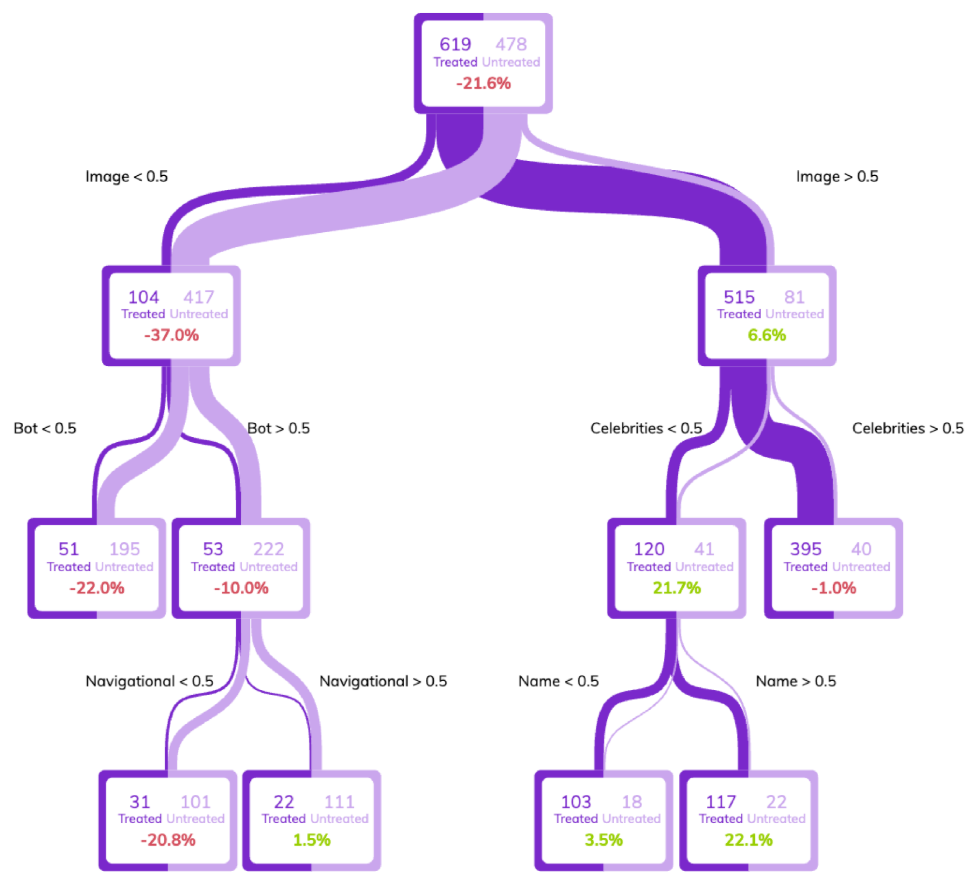 619 478
Treated Untreated
-21.6%
Image < 0.5
Image > 0.5
104 417
Treated Untreated
-37.0%
515 81
Treated Untreated
6.6%
Bot < 0.5
Bot > 0.5
Celebrities < 0.5
Celebrities > 0.5
51 195
Treated Untreated
-22.0%
53 222
Treated Untreated
-10.0%
120 41
Treated Untreated
21.7%
395 40
Treated Untreated
-1.0%
Navigational < 0.5
Navigational > 0.5
Name < 0.5
Name > 0.5
31 101
Treated Untreated
-20.8%
22 111
Treated Untreated
1.5%
103 18
Treated Untreated
3.5%
117 22
Treated Untreated
22.1%